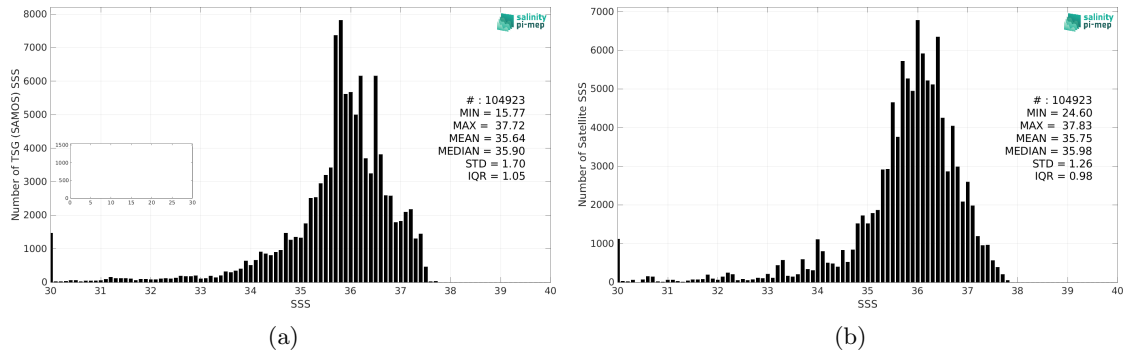 salinity
pi-mep
8000
7000
6000
5000
4000
3000
2000
1000
0
Number of TSG (SAMOS) SSS
# : 104923
MIN = 15.77
MAX = 37.72
MEAN = 35.64
MEDIAN = 35.90
STD = 1.70
IQR = 1.05
1500
1000
500
0
0 5 10 15 20 25 30
30 31 32 33 34 35 36 37 38 39 40
SSS
(a)
salinity
pi-mep
7000
6000
5000
4000
3000
2000
1000
0
Number of Satellite SSS
# : 104923
MIN = 24.60
MAX = 37.83
MEAN = 35.75
MEDIAN = 35.98
STD = 1.26
IQR = 0.98
30 31 32 33 34 35 36 37 38 39 40
SSS
(b)